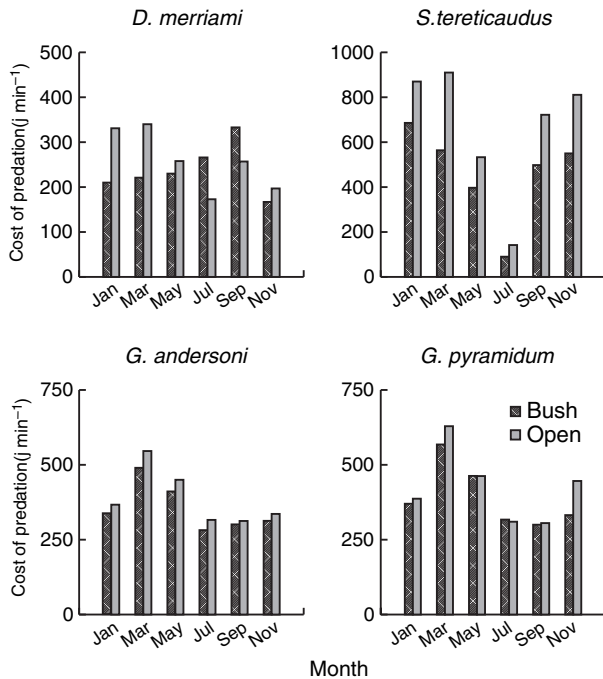 D. merriami
S.tereticaudus
Cost of predation(j min⁻¹)
500
400
300
200
100
0
Jan Mar May Jul Sep Nov
1000
800
600
400
200
0
Jan Mar May Jul Sep Nov
G. andersoni
G. pyramidum
Cost of predation(j min⁻¹)
750
500
250
0
Jan Mar May Jul Sep Nov
750
500
250
0
Bush
Open
Jan Mar May Jul Sep Nov
Month